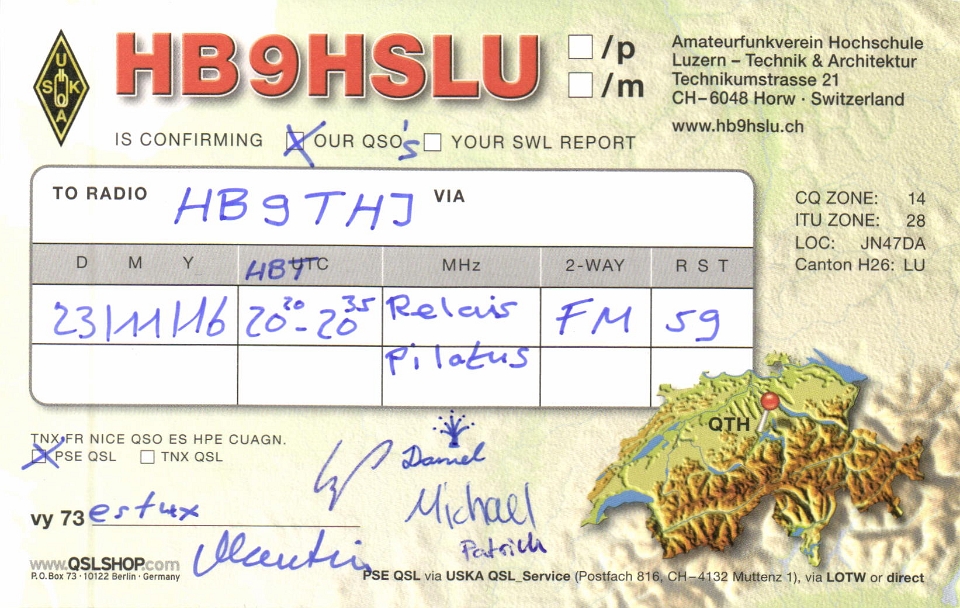 USKA
HB9HSLU
/p
/m
Amateurfunkverein Hochschule
Luzern – Technik & Architektur
Technikumstrasse 21
CH–6048 Horw · Switzerland
www.hb9hslu.ch
IS CONFIRMING X OUR QSO's YOUR SWL REPORT
TO RADIO HB9THJ VIA
CQ ZONE: 14
ITU ZONE: 28
LOC: JN47DA
Canton H26: LU
D M Y HBT UTC MHz 2-WAY R S T
23/11/16 20 20 - 20 35 Relais FM 59
Pilatus
QTH
TNX FR NICE QSO ES HPE CUAGN.
X PSE QSL TNX QSL
Daniel
Michael
Patrick
vy 73
Martin
www.QSLSHOP.com
P.O.Box 73 · 10122 Berlin · Germany
PSE QSL via USKA QSL_Service (Postfach 816, CH–4132 Muttenz 1), via LOTW or direct